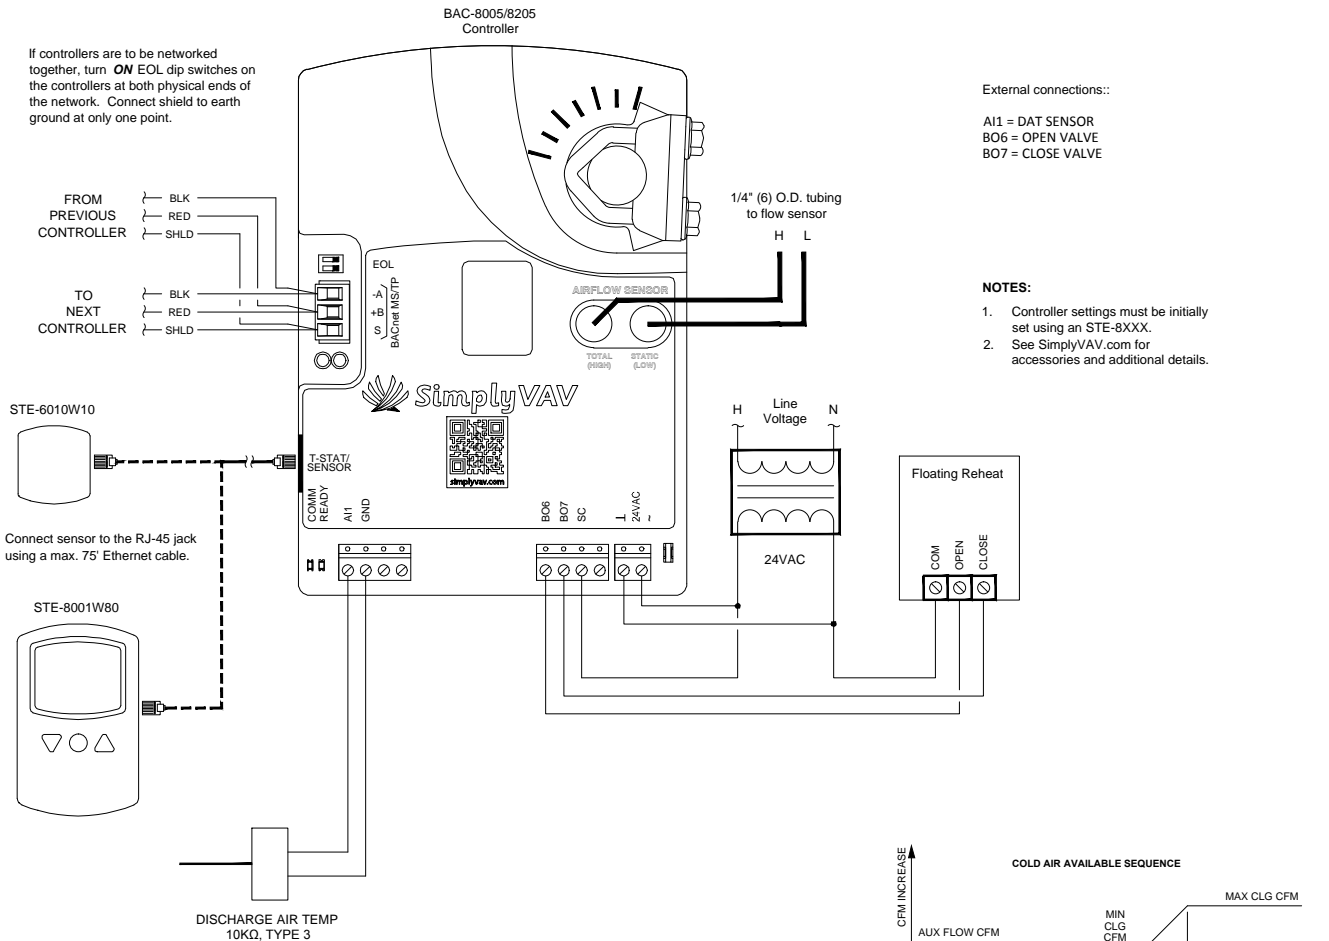 BAC-8005/8205
Controller
If controllers are to be networked
together, turn ON EOL dip switches on
the controllers at both physical ends of
the network. Connect shield to earth
ground at only one point.
External connections::
AI1 = DAT SENSOR
BO6 = OPEN VALVE
BO7 = CLOSE VALVE
FROM
PREVIOUS
CONTROLLER
BLK
RED
SHLD
TO
NEXT
CONTROLLER
BLK
RED
SHLD
EOL
-A
+B
S
BACnet MS/TP
1/4" (6) O.D. tubing
to flow sensor
H L
AIRFLOW SENSOR
TOTAL
(HIGH)
STATIC
(LOW)
NOTES:
1. Controller settings must be initially
set using an STE-8XXX.
2. See SimplyVAV.com for
accessories and additional details.
SimplyVAV
simplyvav.com
STE-6010W10
T-STAT/
SENSOR
COMM
READY
AI1
GND
BO6
BO7
SC
⊥
24VAC
~
H
Line
Voltage
N
24VAC
Floating Reheat
COM
OPEN
CLOSE
Connect sensor to the RJ-45 jack
using a max. 75' Ethernet cable.
STE-8001W80
DISCHARGE AIR TEMP
10KΩ, TYPE 3
COLD AIR AVAILABLE SEQUENCE
CFM INCREASE
MAX CLG CFM
MIN
CLG
CFM
AUX FLOW CFM